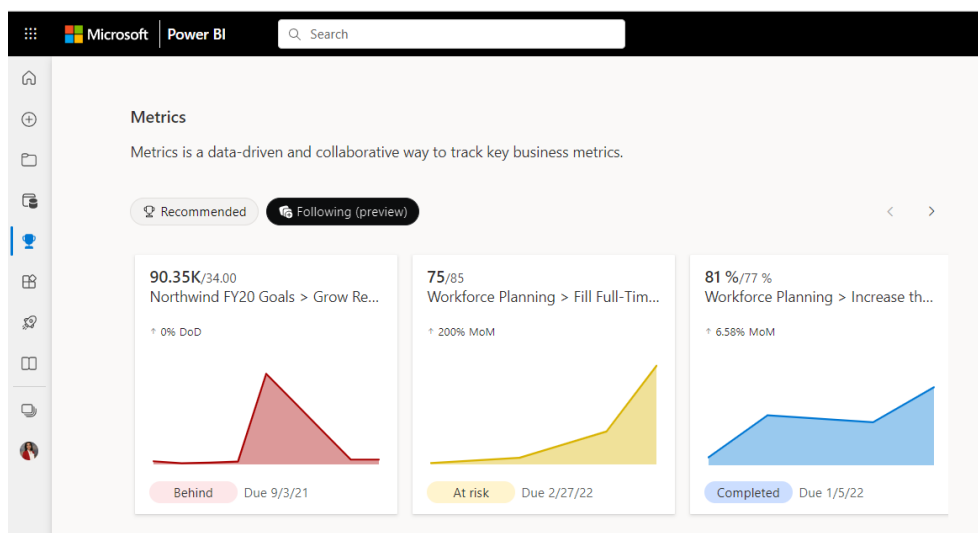 Microsoft Power BI Search
Metrics
Metrics is a data-driven and collaborative way to track key business metrics.
Recommended Following (preview)
90.35K/34.00
Northwind FY20 Goals > Grow Re...
↑ 0% DoD
Behind Due 9/3/21
75/85
Workforce Planning > Fill Full-Tim...
↑ 200% MoM
At risk Due 2/27/22
81 %/77 %
Workforce Planning > Increase th...
↑ 6.58% MoM
Completed Due 1/5/22